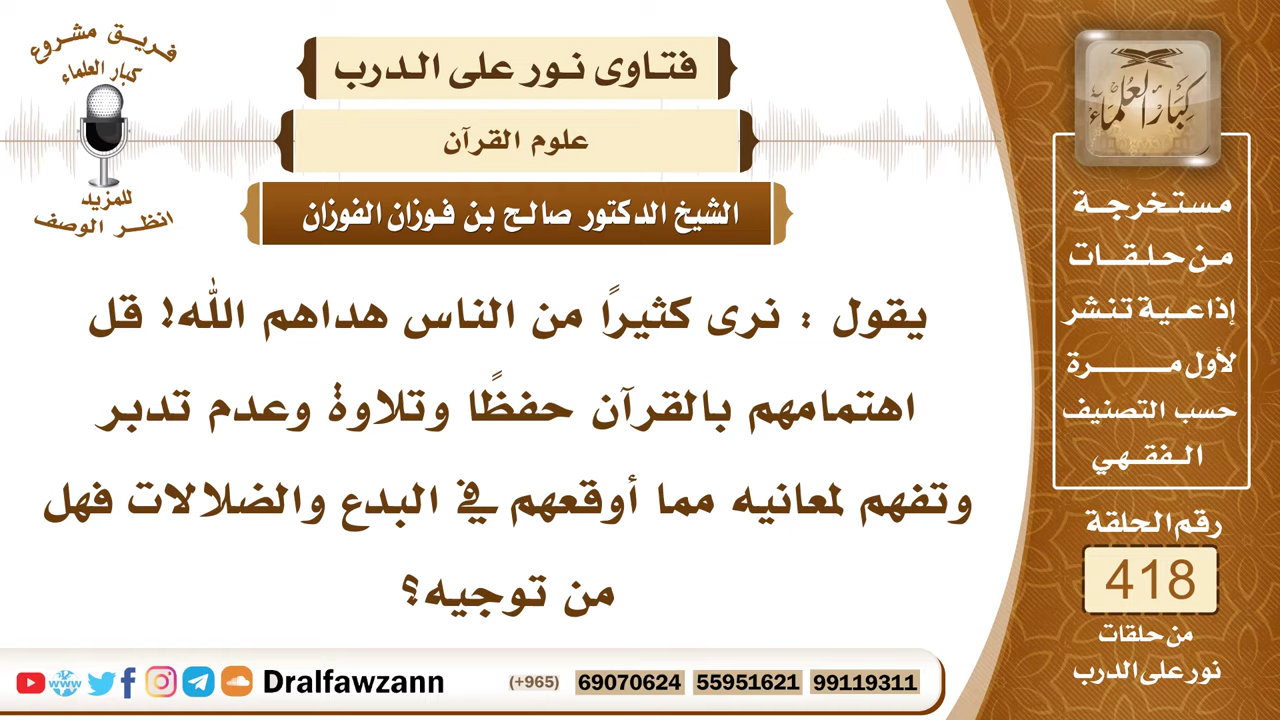 فريق مشروع
كبار العلماء
للمزيد
انظر الوصف
فتاوى نور على الدرب
علوم القرآن
الشيخ الدكتور صالح بن فوزان الفوزان
يقول : نرى كثيرًا من الناس هداهم الله! قل
اهتمامهم بالقرآن حفظًا وتلاوة وعدم تدبر
وتفهم لمعانيه مما أوقعهم في البدع والضلالات فهل
من توجيه؟
كبار العلماء
مستخرجة
من حلقات
إذاعية تنشر
لأول مرة
حسب التصنيف
الفقهي
رقم الحلقة
418
من حلقات
نور على الدرب
www Dralfawzann (+965) 69070624 55951621 99119311